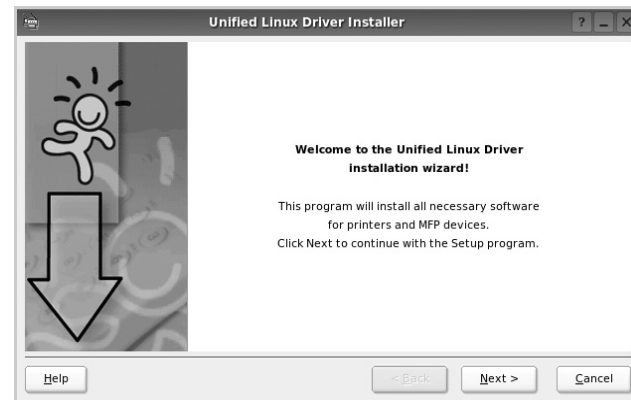 Unified Linux Driver Installer
Welcome to the Unified Linux Driver
installation wizard!
This program will install all necessary software
for printers and MFP devices.
Click Next to continue with the Setup program.
Help
< Back
Next >
Cancel